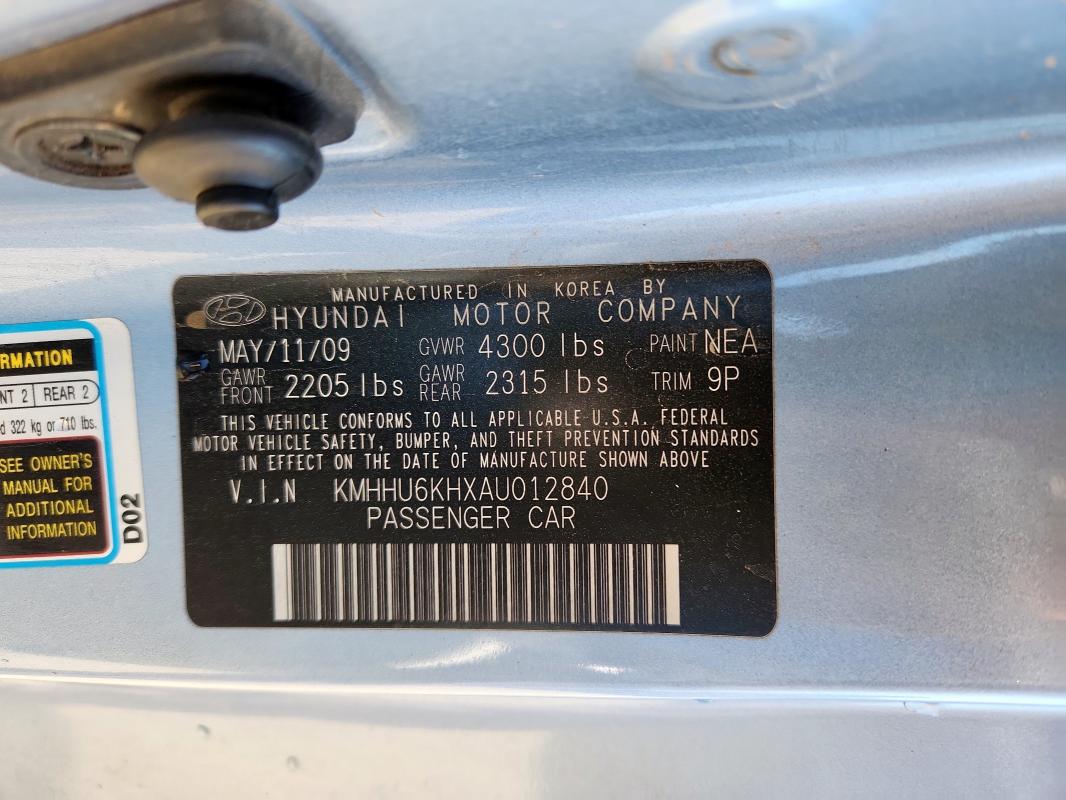 MANUFACTURED IN KOREA BY
HYUNDAI MOTOR COMPANY
MAY/11/09 GVWR 4300 lbs PAINT NEA
GAWR FRONT 2205 lbs GAWR REAR 2315 lbs TRIM 9P
THIS VEHICLE CONFORMS TO ALL APPLICABLE U.S.A. FEDERAL
MOTOR VEHICLE SAFETY, BUMPER, AND THEFT PREVENTION STANDARDS
IN EFFECT ON THE DATE OF MANUFACTURE SHOWN ABOVE
V.I.N KMHHU6KHXAU012840
PASSENGER CAR
RMATION
NT 2 REAR 2
d 322 kg or 710 lbs.
SEE OWNER'S
MANUAL FOR
ADDITIONAL
INFORMATION
D02